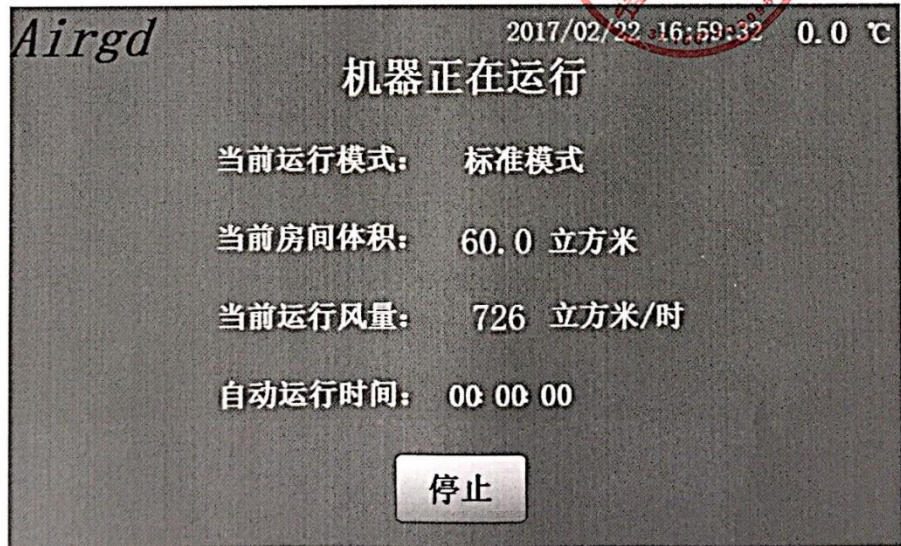 Airgd
2017/02/22 16:59:32 0.0 ℃
机器正在运行
当前运行模式： 标准模式
当前房间体积： 60.0 立方米
当前运行风量： 726 立方米/时
自动运行时间： 00:00:00
停止